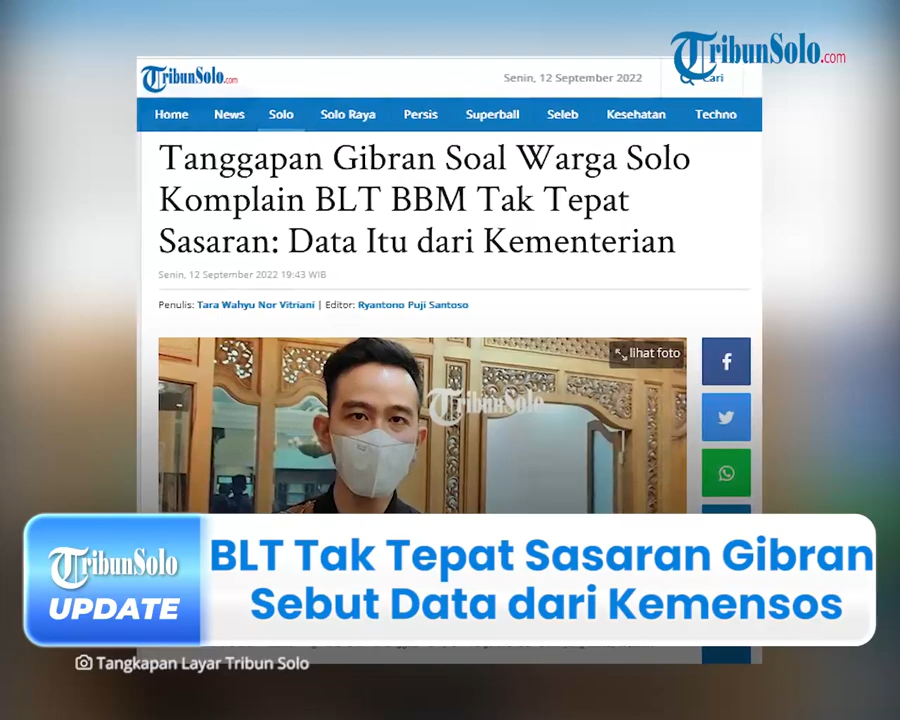 TribunSolo.com
TribunSolo.com
Senin, 12 September 2022
Cari
Home News Solo Solo Raya Persis Superball Seleb Kesehatan Techno
Tanggapan Gibran Soal Warga Solo
Komplain BLT BBM Tak Tepat
Sasaran: Data Itu dari Kementerian
Senin, 12 September 2022 19:43 WIB
Penulis: Tara Wahyu Nor Vitriani | Editor: Ryantono Puji Santoso
lihat foto
TribunSolo
TribunSolo
UPDATE
BLT Tak Tepat Sasaran Gibran
Sebut Data dari Kemensos
Tangkapan Layar Tribun Solo